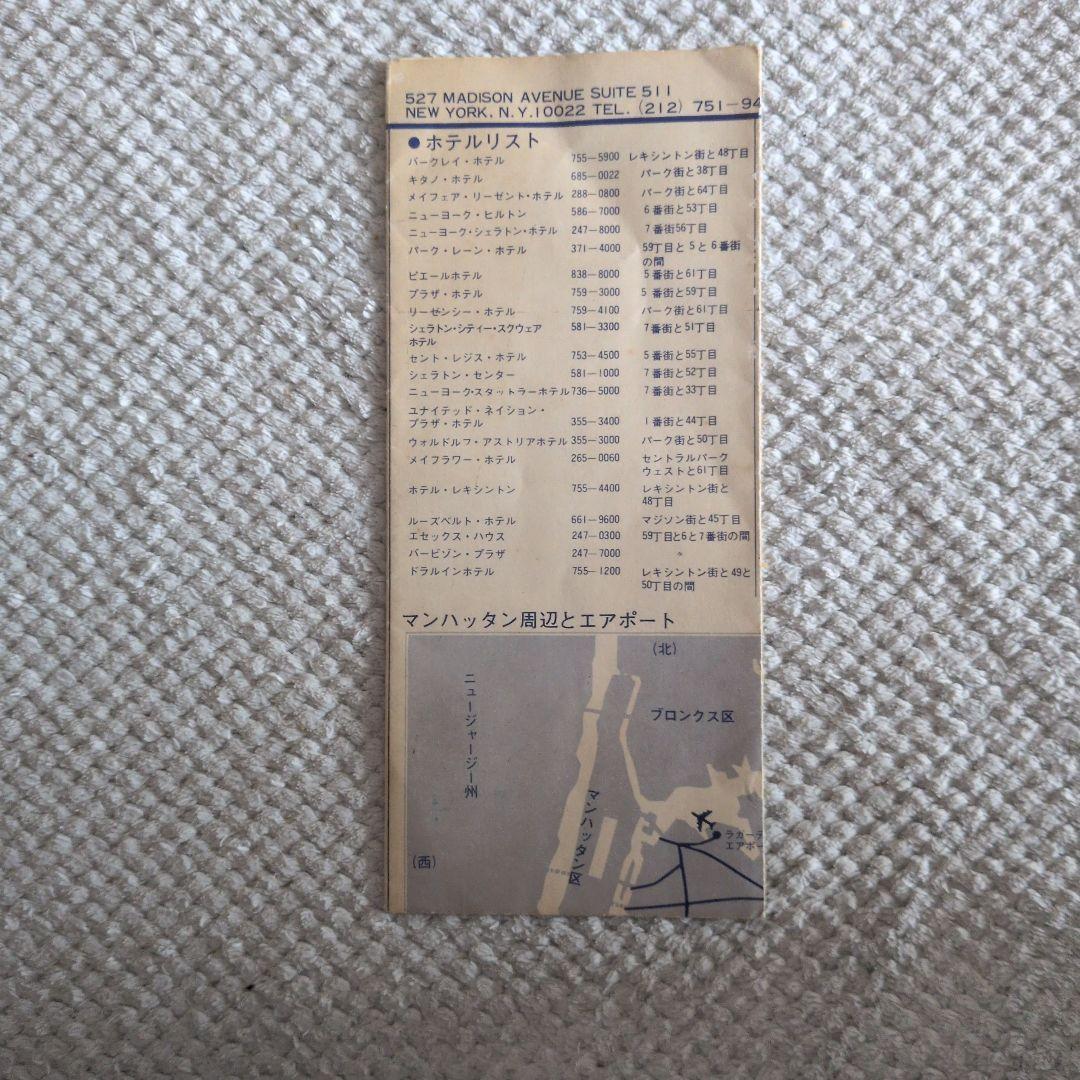 527 MADISON AVENUE SUITE 511
NEW YORK, N.Y.10022 TEL. (212) 751-94
●ホテルリスト
バークレイ・ホテル 755-5900 レキシントン街と48丁目
キタノ・ホテル 685-0022 パーク街と38丁目
メイフェア・リーゼント・ホテル 288-0800 パーク街と64丁目
ニューヨーク・ヒルトン 586-7000 6番街と53丁目
ニューヨーク・シェラトン・ホテル 247-8000 7番街56丁目
パーク・レーン・ホテル 371-4000 59丁目と5と6番街
の間
ピエールホテル 838-8000 5番街と61丁目
プラザ・ホテル 759-3000 5番街と59丁目
リーゼンシー・ホテル 759-4100 パーク街と61丁目
シェラトン・シティー・スクウェア 581-3300 7番街と51丁目
ホテル
セント・レジス・ホテル 753-4500 5番街と55丁目
シェラトン・センター 581-1000 7番街と52丁目
ニューヨーク・スタットラーホテル 736-5000 7番街と33丁目
ユナイテッド・ネイション・
プラザ・ホテル 355-3400 1番街と44丁目
ウォルドルフ・アストリアホテル 355-3000 パーク街と50丁目
メイフラワー・ホテル 265-0060 セントラルパーク
ウェストと61丁目
ホテル・レキシントン 755-4400 レキシントン街と
48丁目
ルーズベルト・ホテル 661-9600 マジソン街と45丁目
エセックス・ハウス 247-0300 59丁目と6と7番街の間
バービゾン・プラザ 247-7000 〃
ドラルインホテル 755-1200 レキシントン街と49と
50丁目の間
マンハッタン周辺とエアポート
(北)
ニュージャージー州
ブロンクス区
マンハッタン区
ラガーデ
エアポー
(西)